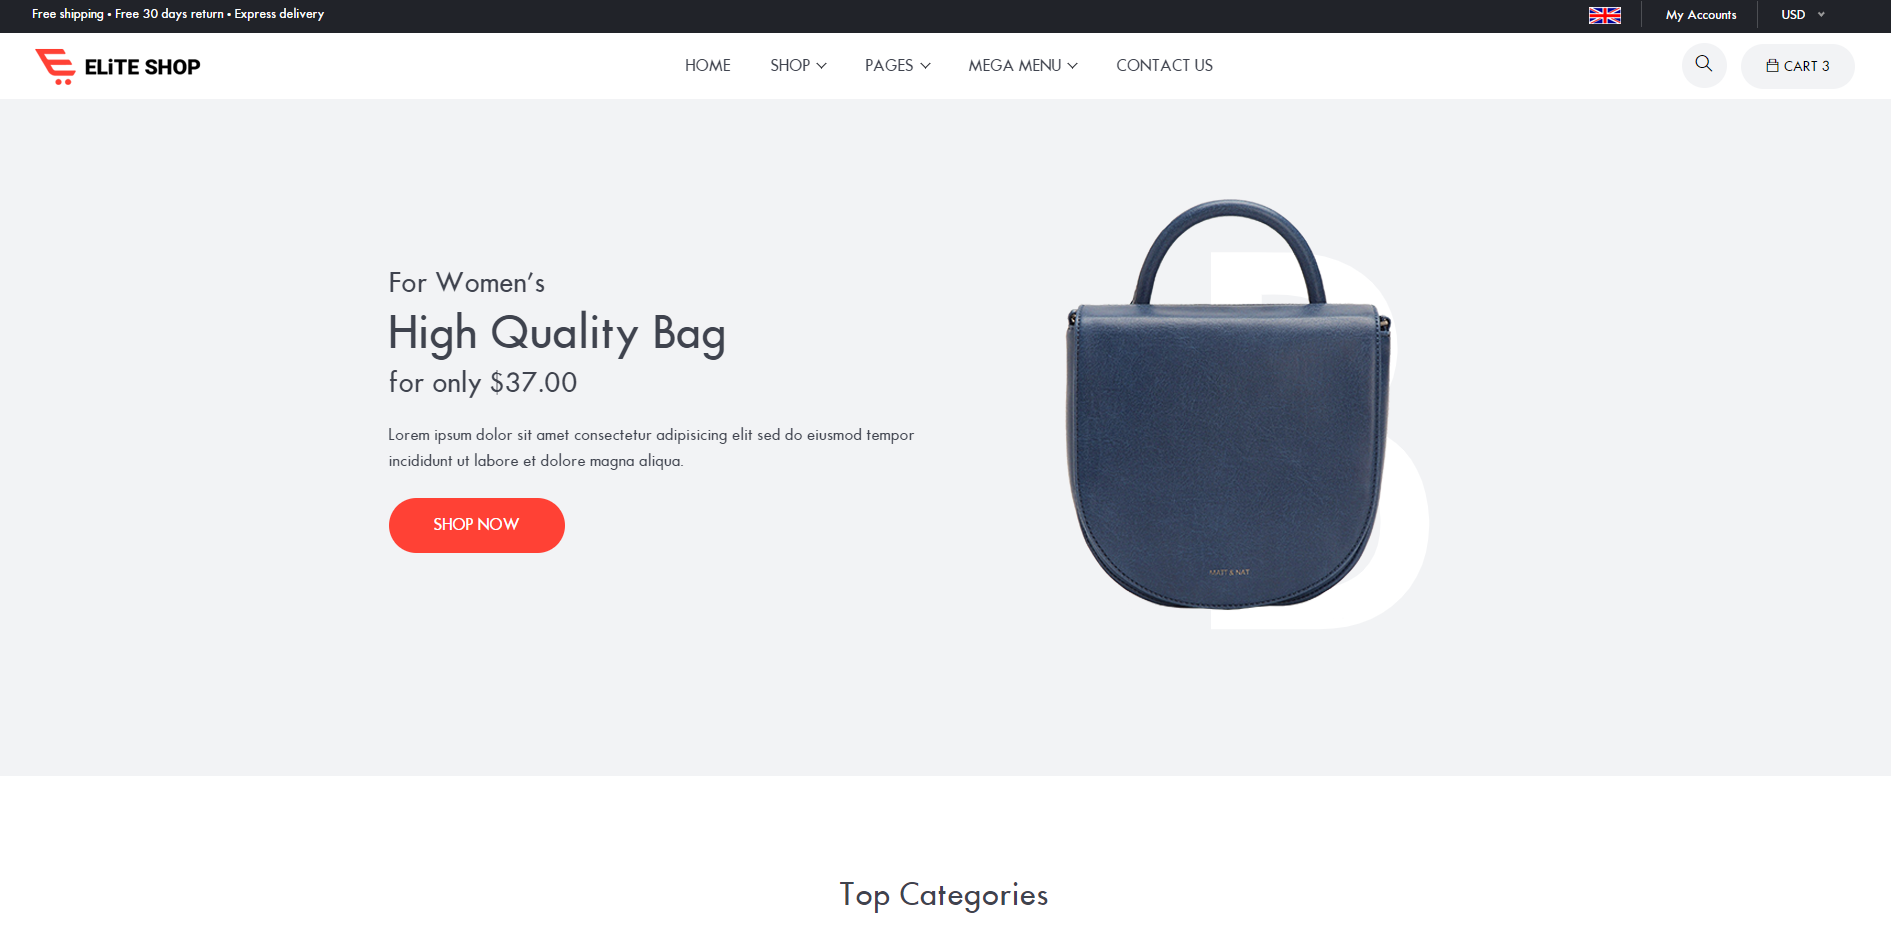 Free shipping • Free 30 days return • Express delivery
My Accounts
USD
ELiTE SHOP
HOME
SHOP
PAGES
MEGA MENU
CONTACT US
CART 3
For Women’s
High Quality Bag
for only $37.00
Lorem ipsum dolor sit amet consectetur adipisicing elit sed do eiusmod tempor
incididunt ut labore et dolore magna aliqua.
SHOP NOW
B
MATT & NAT
Top Categories